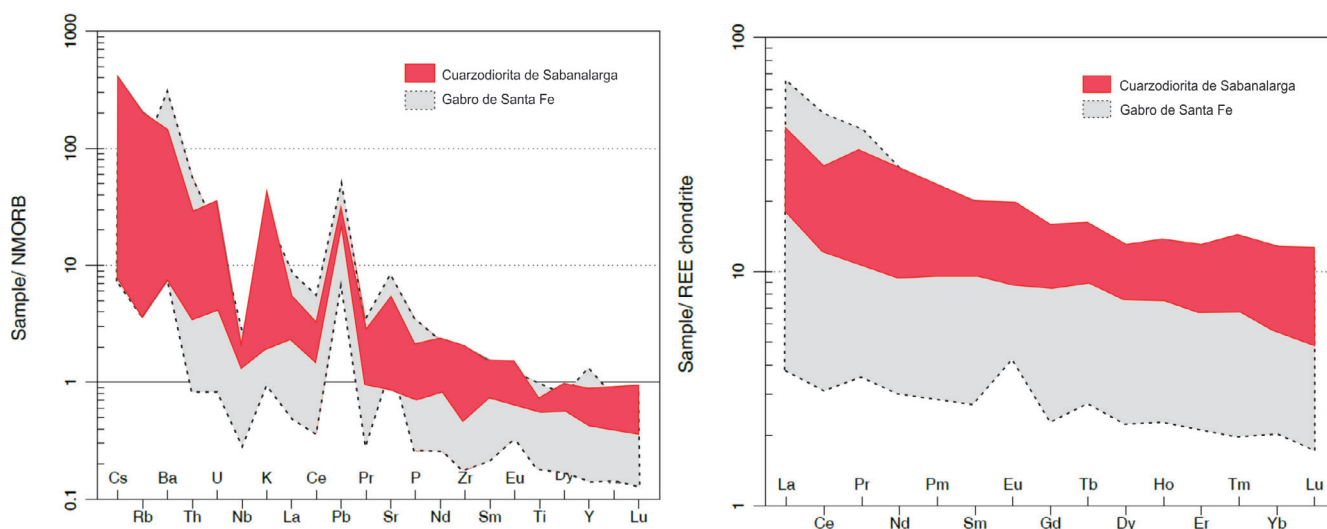 1000
100
10
1
0.1
Sample/ NMORB
Cuarzodiorita de Sabanalarga
Gabro de Santa Fe
Cs Ba Th U K Ce Pr P Zr Eu Dy
Rb Th Nb La Pb Sr Nd Sm Ti Y Lu
100
10
1
Sample/ REE chondrite
Cuarzodiorita de Sabanalarga
Gabro de Santa Fe
La Pr Pm Eu Tb Ho Tm Lu
Ce Nd Sm Gd Dy Er Yb